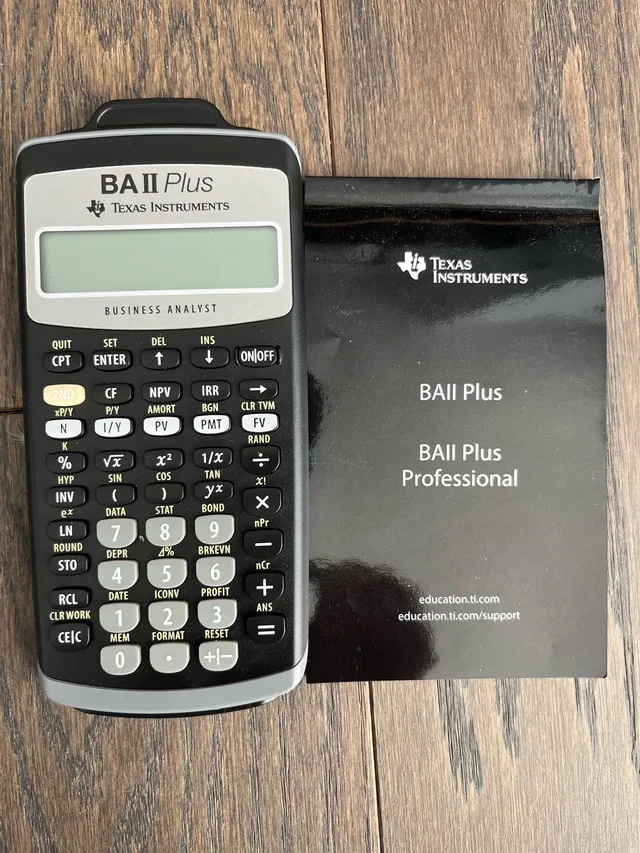 BA II Plus
TEXAS INSTRUMENTS
BUSINESS ANALYST
QUIT SET DEL INS
CPT ENTER ↑ ↓ ON|OFF
2ND CF NPV IRR →
xP/Y P/Y AMORT BGN CLR TVM
N I/Y PV PMT FV
K RAND
% √x x² 1/x ÷
HYP SIN COS TAN x!
INV ( ) yˣ ×
eˣ DATA STAT BOND nPr
LN 7 8 9 −
ROUND DEPR Δ% BRKEVN nCr
STO 4 5 6 +
DATE ICONV PROFIT ANS
RCL 1 2 3 =
CLR WORK MEM FORMAT RESET
CE|C 0 . +|−
TEXAS
INSTRUMENTS
BAII Plus
BAII Plus
Professional
education.ti.com
education.ti.com/support